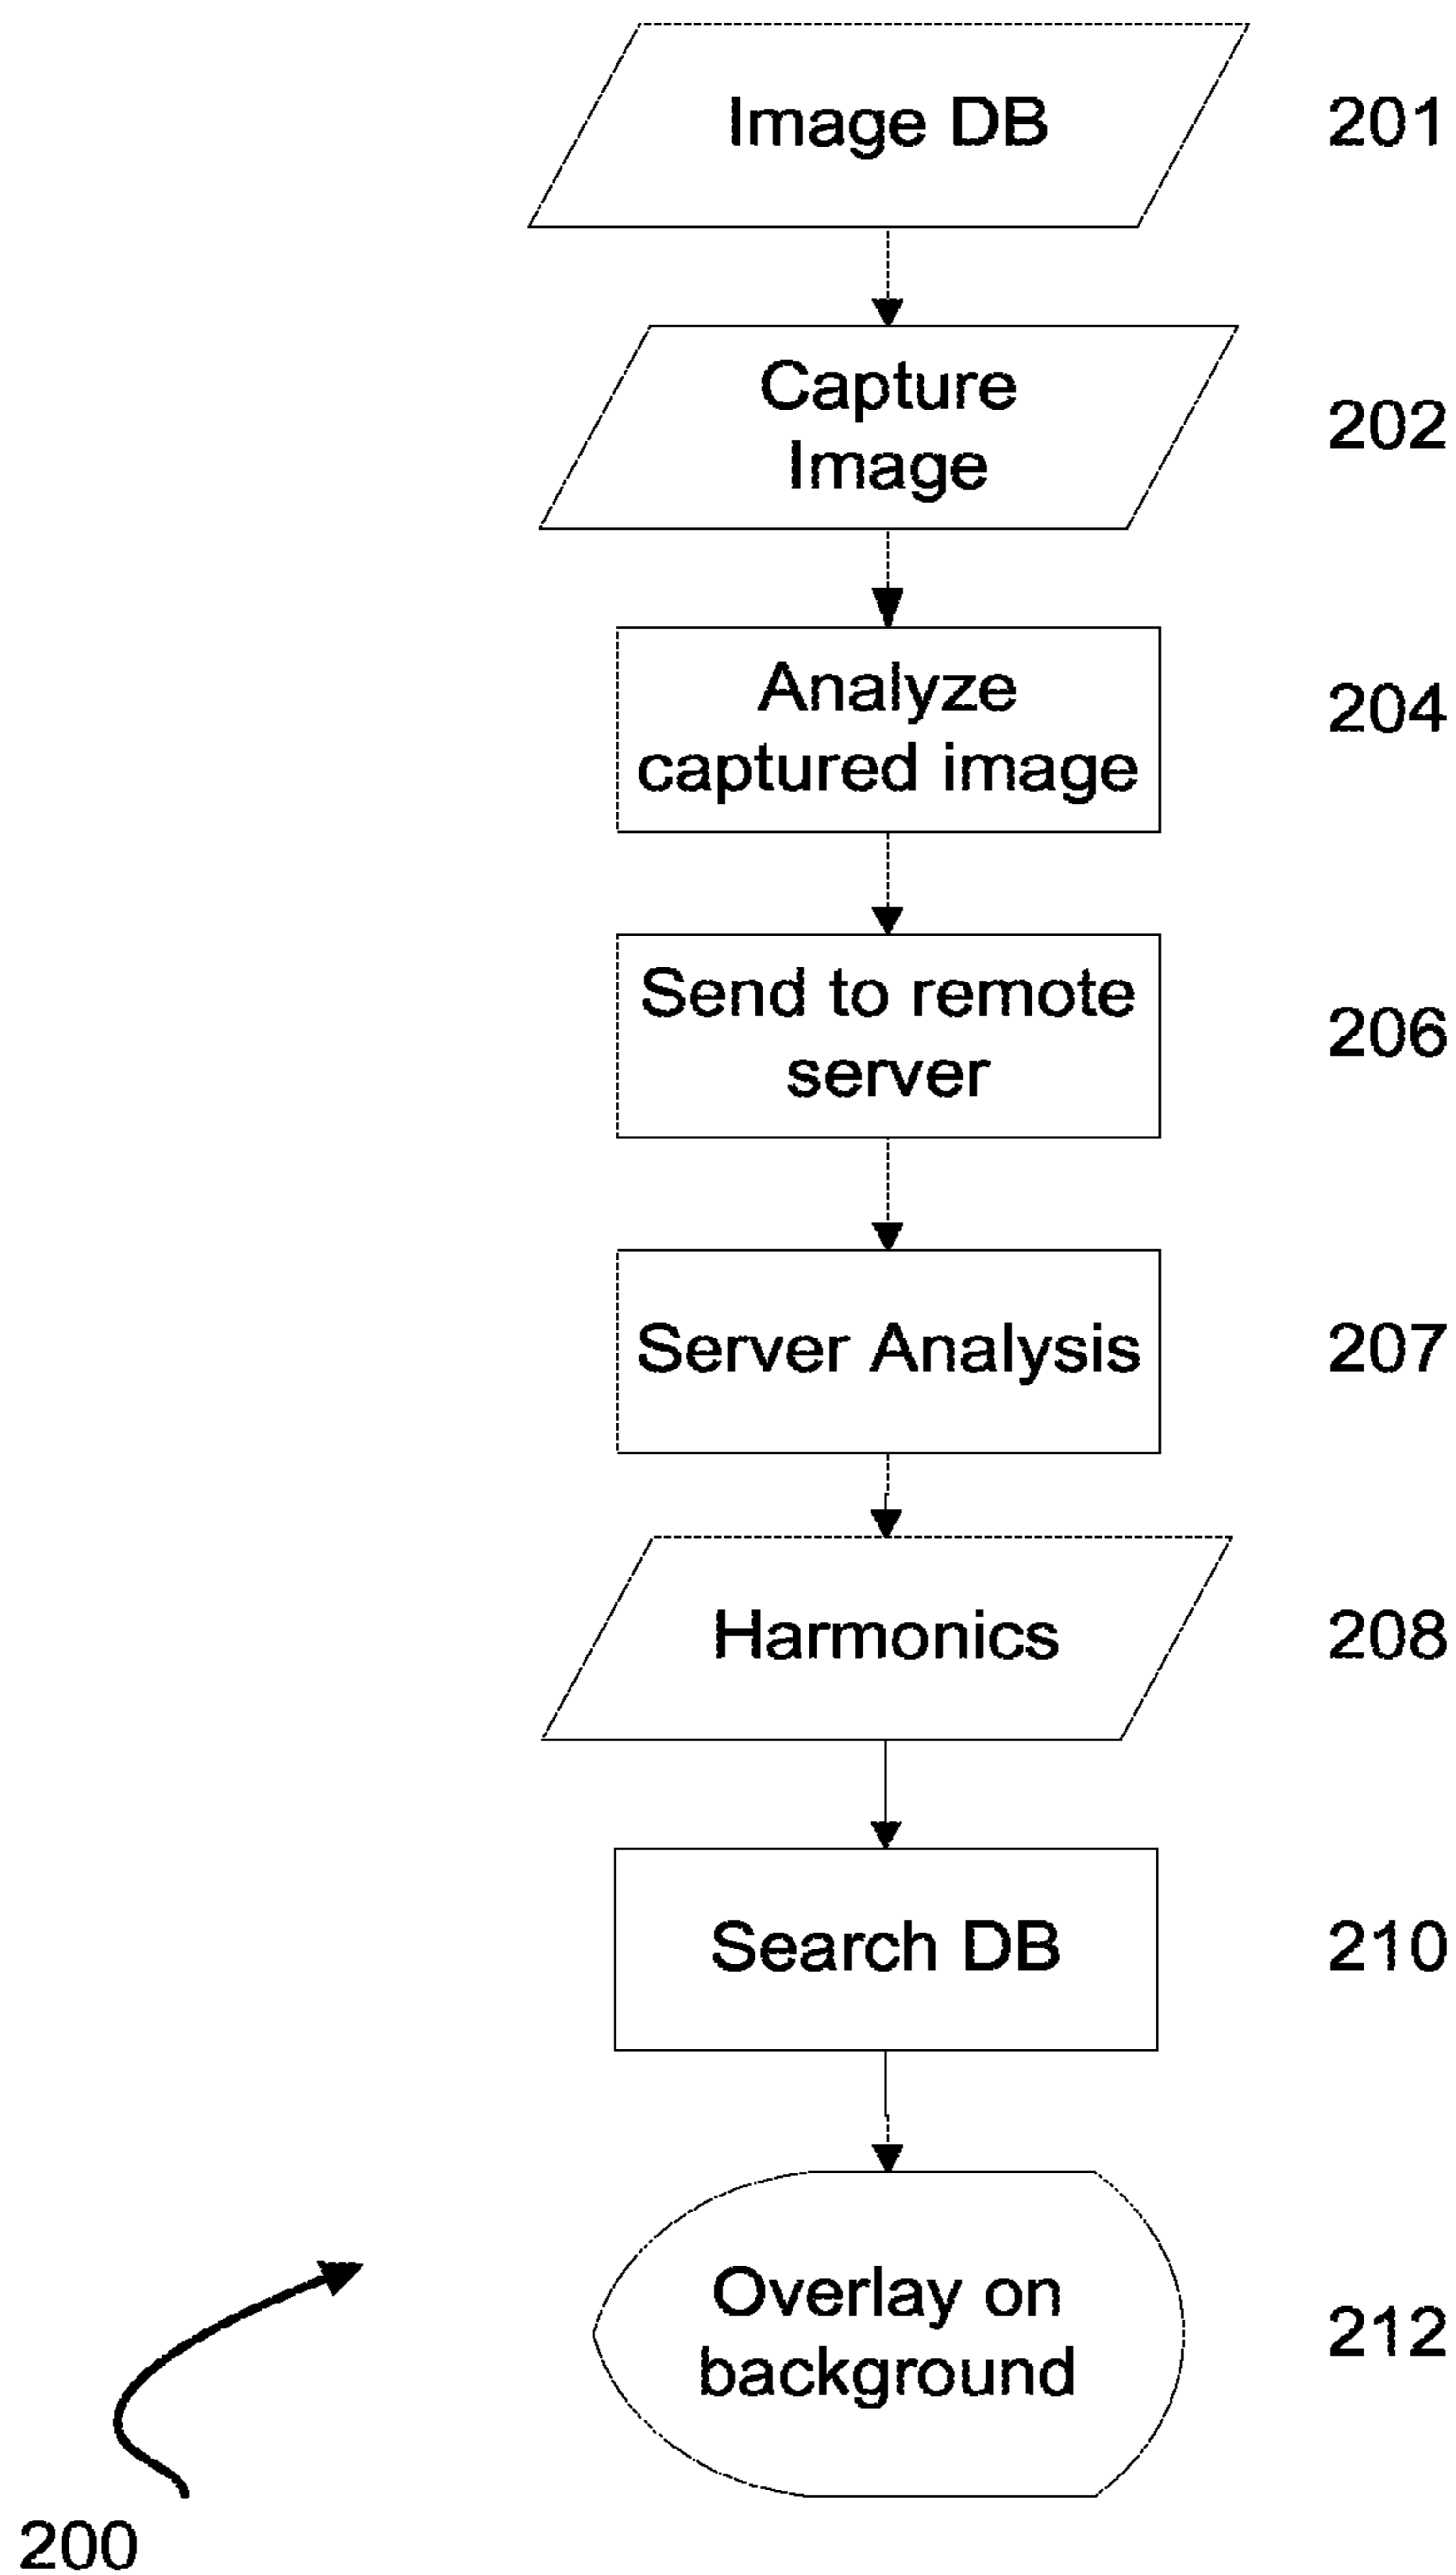 Image DB
201
Capture
Image
202
Analyze
captured image
204
Send to remote
server
206
Server Analysis
207
Harmonics
208
Search DB
210
Overlay on
background
212
200